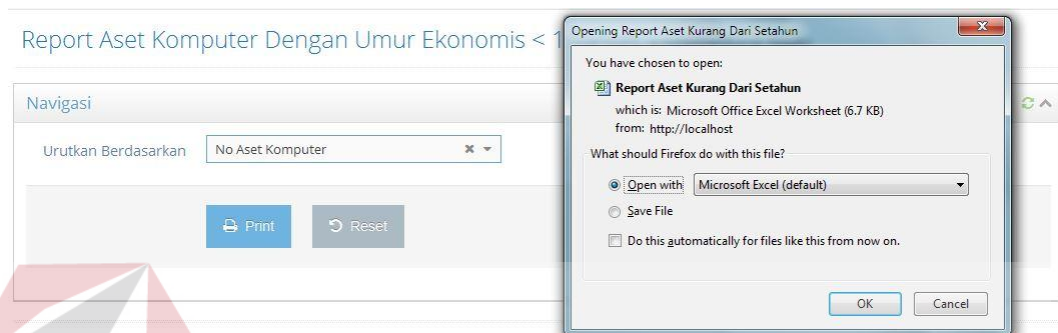 Report Aset Komputer Dengan Umur Ekonomis < 1
Navigasi
Urutkan Berdasarkan
No Aset Komputer
Print
Reset
Opening Report Aset Kurang Dari Setahun
You have chosen to open:
Report Aset Kurang Dari Setahun
which is: Microsoft Office Excel Worksheet (6.7 KB)
from: http://localhost
What should Firefox do with this file?
Open with
Microsoft Excel (default)
Save File
Do this automatically for files like this from now on.
OK
Cancel